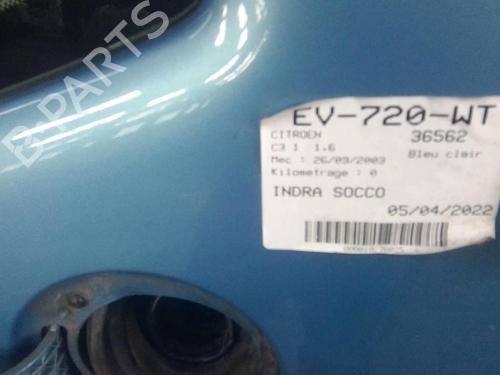 B-PARTS
EV-720-WT
CITROEN 36562
C3 1 1.6 Bleu clair
Mec : 26/09/2003
Kilometrage : 0
INDRA SOCCO
05/04/2022